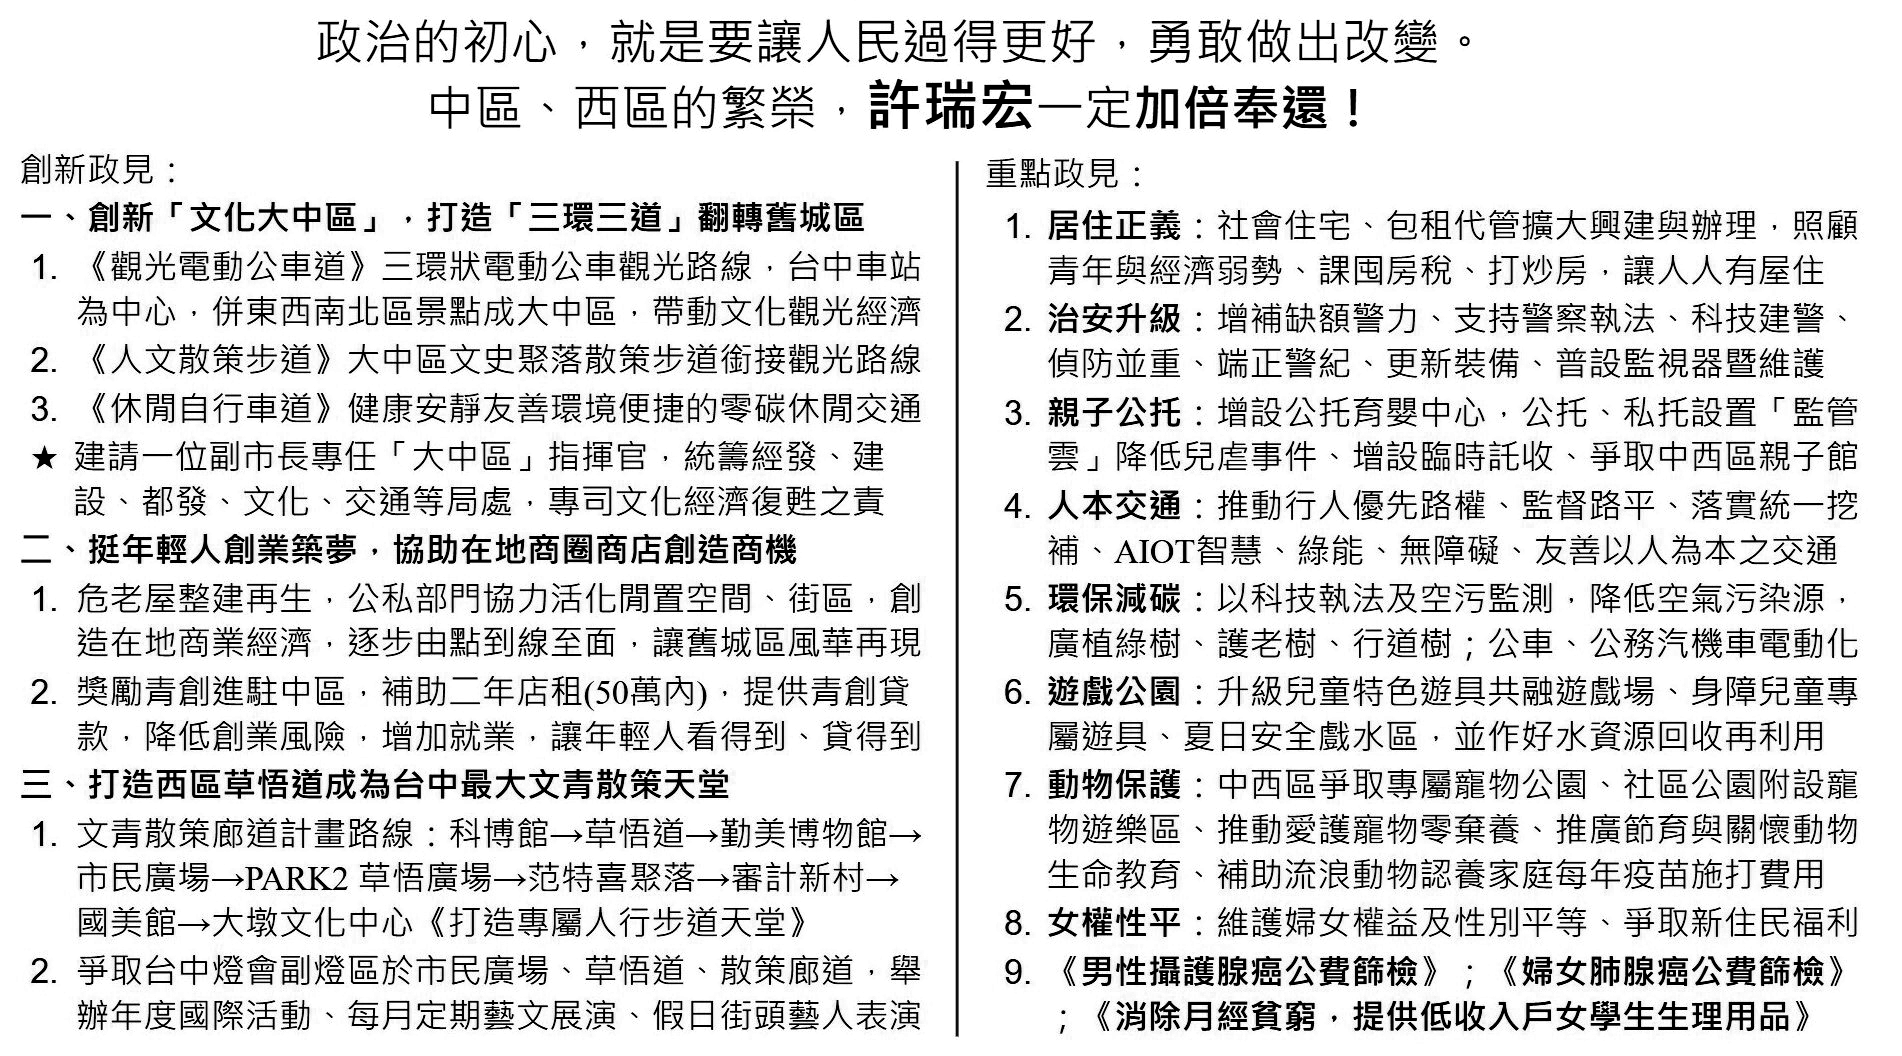 政治的初心，就是要讓人民過得更好，勇敢做出改變。
中區、西區的繁榮，許瑞宏一定加倍奉還！
創新政見：
一、創新「文化大中區」，打造「三環三道」翻轉舊城區
1. 《觀光電動公車道》三環狀電動公車觀光路線，台中車站
為中心，併東西南北區景點成大中區，帶動文化觀光經濟
2. 《人文散策步道》大中區文史聚落散策步道銜接觀光路線
3. 《休閒自行車道》健康安靜友善環境便捷的零碳休閒交通
★ 建請一位副市長專任「大中區」指揮官，統籌經發、建
設、都發、文化、交通等局處，專司文化經濟復甦之責
二、挺年輕人創業築夢，協助在地商圈商店創造商機
1. 危老屋整建再生，公私部門協力活化閒置空間、街區，創
造在地商業經濟，逐步由點到線至面，讓舊城區風華再現
2. 獎勵青創進駐中區，補助二年店租(50萬內)，提供青創貸
款，降低創業風險，增加就業，讓年輕人看得到、貸得到
三、打造西區草悟道成為台中最大文青散策天堂
1. 文青散策廊道計畫路線：科博館→草悟道→勤美博物館→
市民廣場→PARK2 草悟廣場→范特喜聚落→審計新村→
國美館→大墩文化中心《打造專屬人行步道天堂》
2. 爭取台中燈會副燈區於市民廣場、草悟道、散策廊道，舉
辦年度國際活動、每月定期藝文展演、假日街頭藝人表演
重點政見：
1. 居住正義：社會住宅、包租代管擴大興建與辦理，照顧
青年與經濟弱勢、課囤房稅、打炒房，讓人人有屋住
2. 治安升級：增補缺額警力、支持警察執法、科技建警、
偵防並重、端正警紀、更新裝備、普設監視器暨維護
3. 親子公托：增設公托育嬰中心，公托、私托設置「監管
雲」降低兒虐事件、增設臨時託收、爭取中西區親子館
4. 人本交通：推動行人優先路權、監督路平、落實統一挖
補、AIOT智慧、綠能、無障礙、友善以人為本之交通
5. 環保減碳：以科技執法及空污監測，降低空氣污染源，
廣植綠樹、護老樹、行道樹；公車、公務汽機車電動化
6. 遊戲公園：升級兒童特色遊具共融遊戲場、身障兒童專
屬遊具、夏日安全戲水區，並作好水資源回收再利用
7. 動物保護：中西區爭取專屬寵物公園、社區公園附設寵
物遊樂區、推動愛護寵物零棄養、推廣節育與關懷動物
生命教育、補助流浪動物認養家庭每年疫苗施打費用
8. 女權性平：維護婦女權益及性別平等、爭取新住民福利
9. 《男性攝護腺癌公費篩檢》；《婦女肺腺癌公費篩檢》
；《消除月經貧窮，提供低收入戶女學生生理用品》